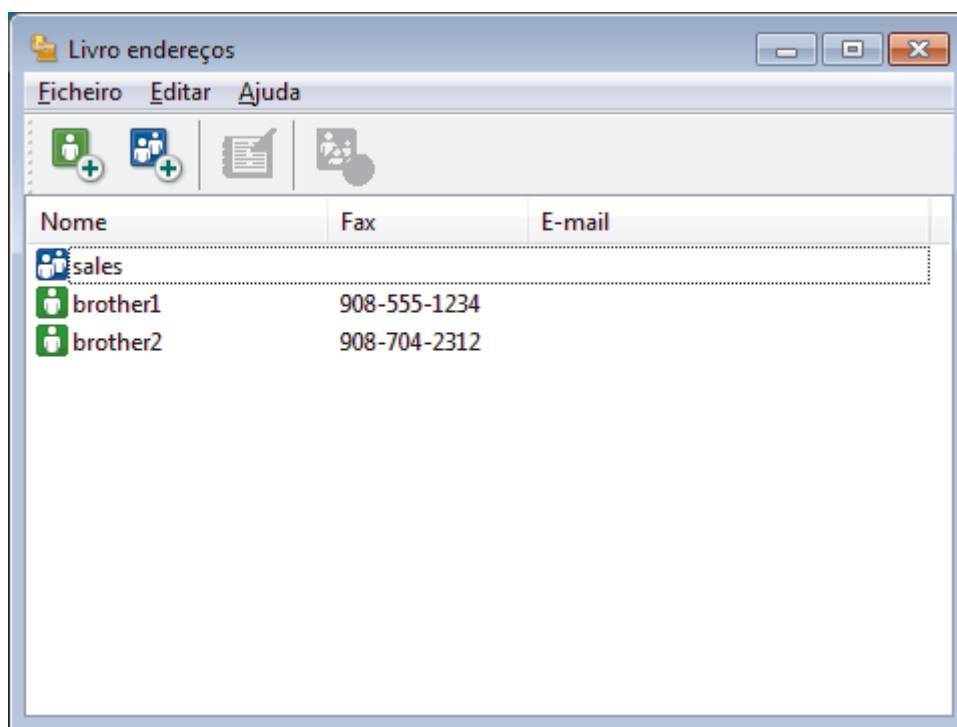 Livro endereços
Ficheiro Editar Ajuda
Nome Fax E-mail
sales
brother1 908-555-1234
brother2 908-704-2312